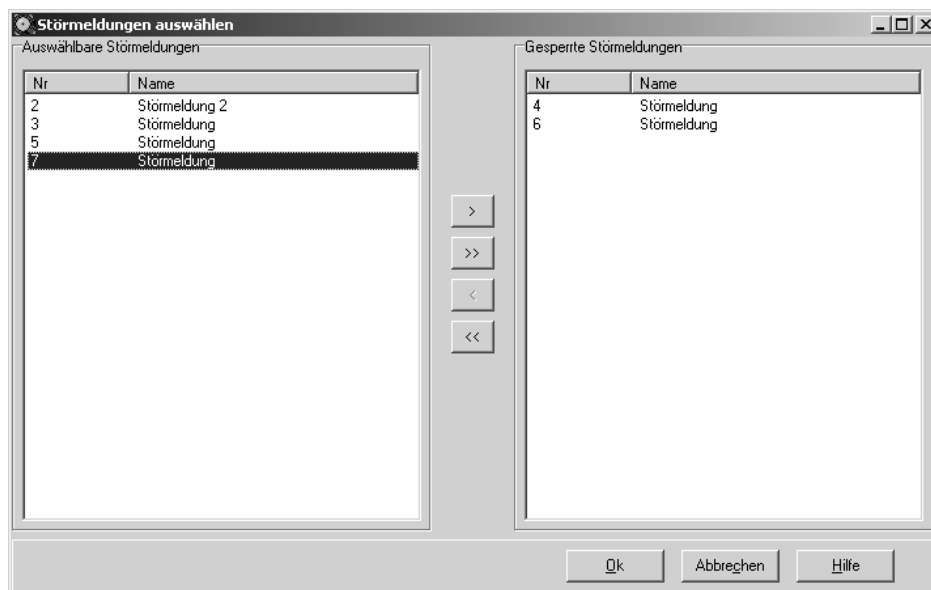 Störmeldungen auswählen
Auswählbare Störmeldungen
Nr Name
2 Störmeldung 2
3 Störmeldung
5 Störmeldung
7 Störmeldung
>
>>
<
<<
Gesperrte Störmeldungen
Nr Name
4 Störmeldung
6 Störmeldung
Ok Abbrechen Hilfe